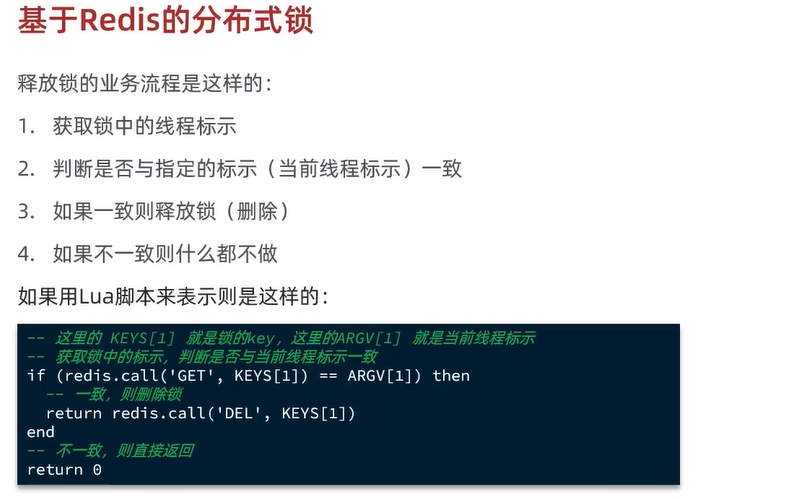 基于Redis的分布式锁
释放锁的业务流程是这样的：
1. 获取锁中的线程标示
2. 判断是否与指定的标示（当前线程标示）一致
3. 如果一致则释放锁（删除）
4. 如果不一致则什么都不做
如果用Lua脚本来表示则是这样的：
-- 这里的 KEYS[1] 就是锁的key，这里的ARGV[1] 就是当前线程标示
-- 获取锁中的标示，判断是否与当前线程标示一致
if (redis.call('GET', KEYS[1]) == ARGV[1]) then
  -- 一致，则删除锁
  return redis.call('DEL', KEYS[1])
end
-- 不一致，则直接返回
return 0